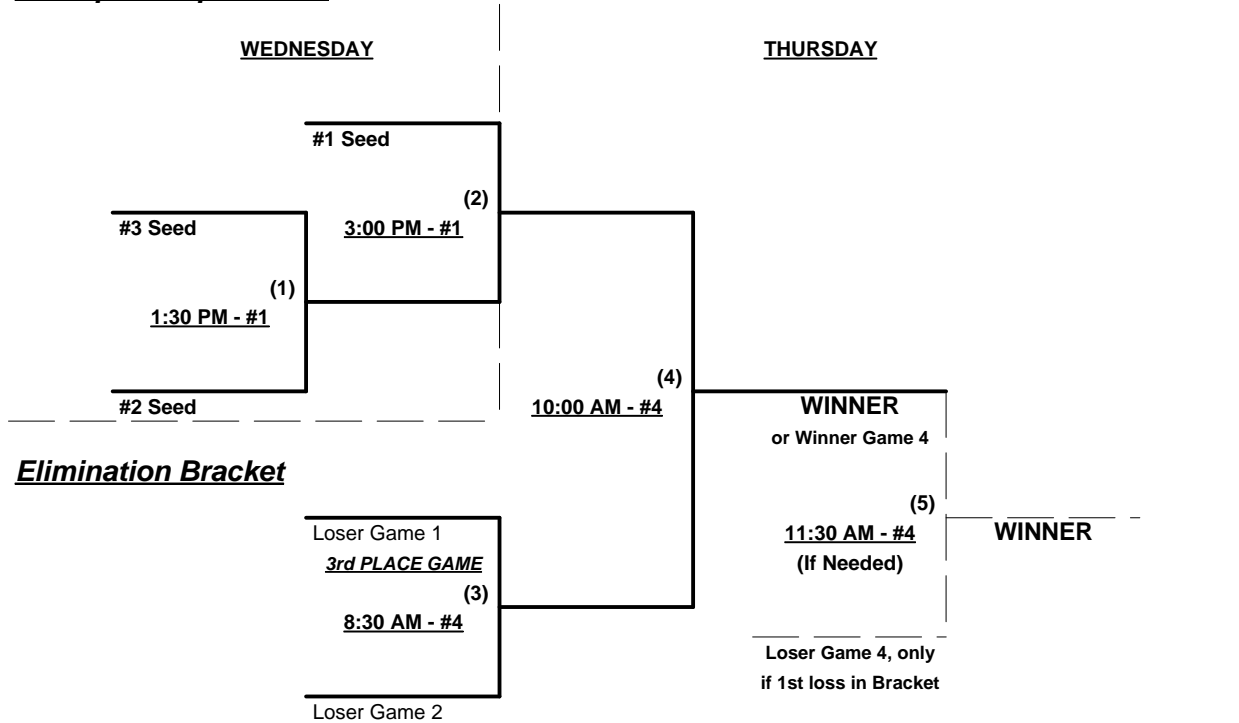 WEDNESDAY
THURSDAY
#1 Seed
(2)
#3 Seed
3:00 PM - #1
(1)
1:30 PM - #1
(4)
#2 Seed
10:00 AM - #4
WINNER
or Winner Game 4
Elimination Bracket
(5)
Loser Game 1
11:30 AM - #4
WINNER
3rd PLACE GAME
(If Needed)
(3)
8:30 AM - #4
Loser Game 4, only
if 1st loss in Bracket
Loser Game 2